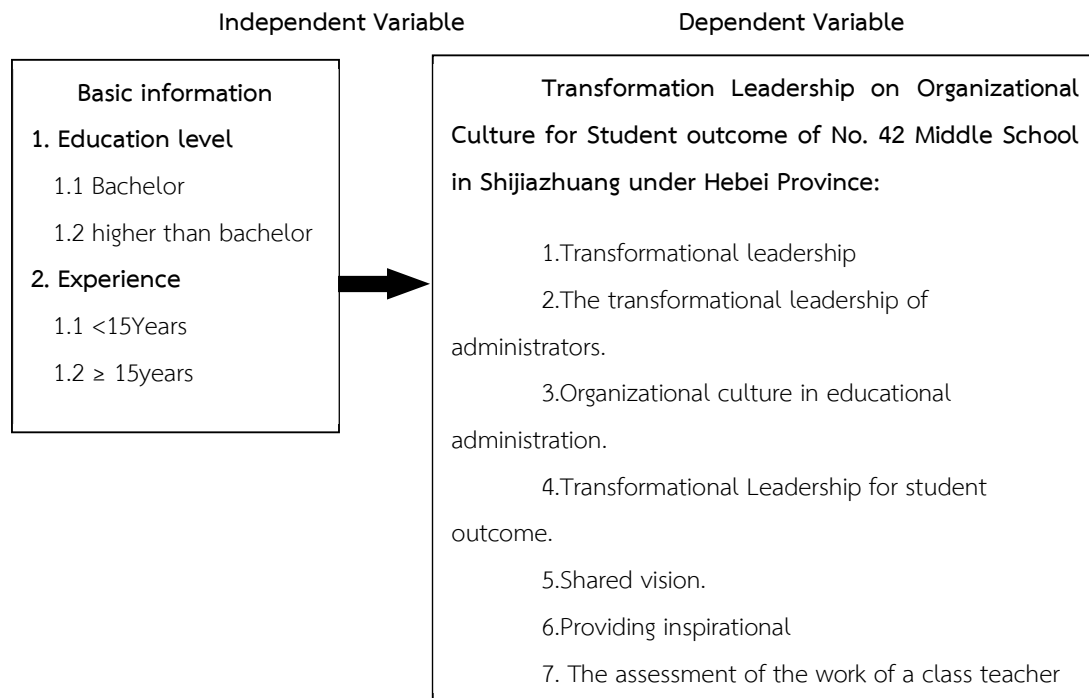 Independent Variable
Dependent Variable
Basic information
1. Education level
1.1 Bachelor
1.2 higher than bachelor
2. Experience
1.1 <15Years
1.2 ≥ 15years
Transformation Leadership on Organizational
Culture for Student outcome of No. 42 Middle School
in Shijiazhuang under Hebei Province:
1.Transformational leadership
2.The transformational leadership of
administrators.
3.Organizational culture in educational
administration.
4.Transformational Leadership for student
outcome.
5.Shared vision.
6.Providing inspirational
7. The assessment of the work of a class teacher